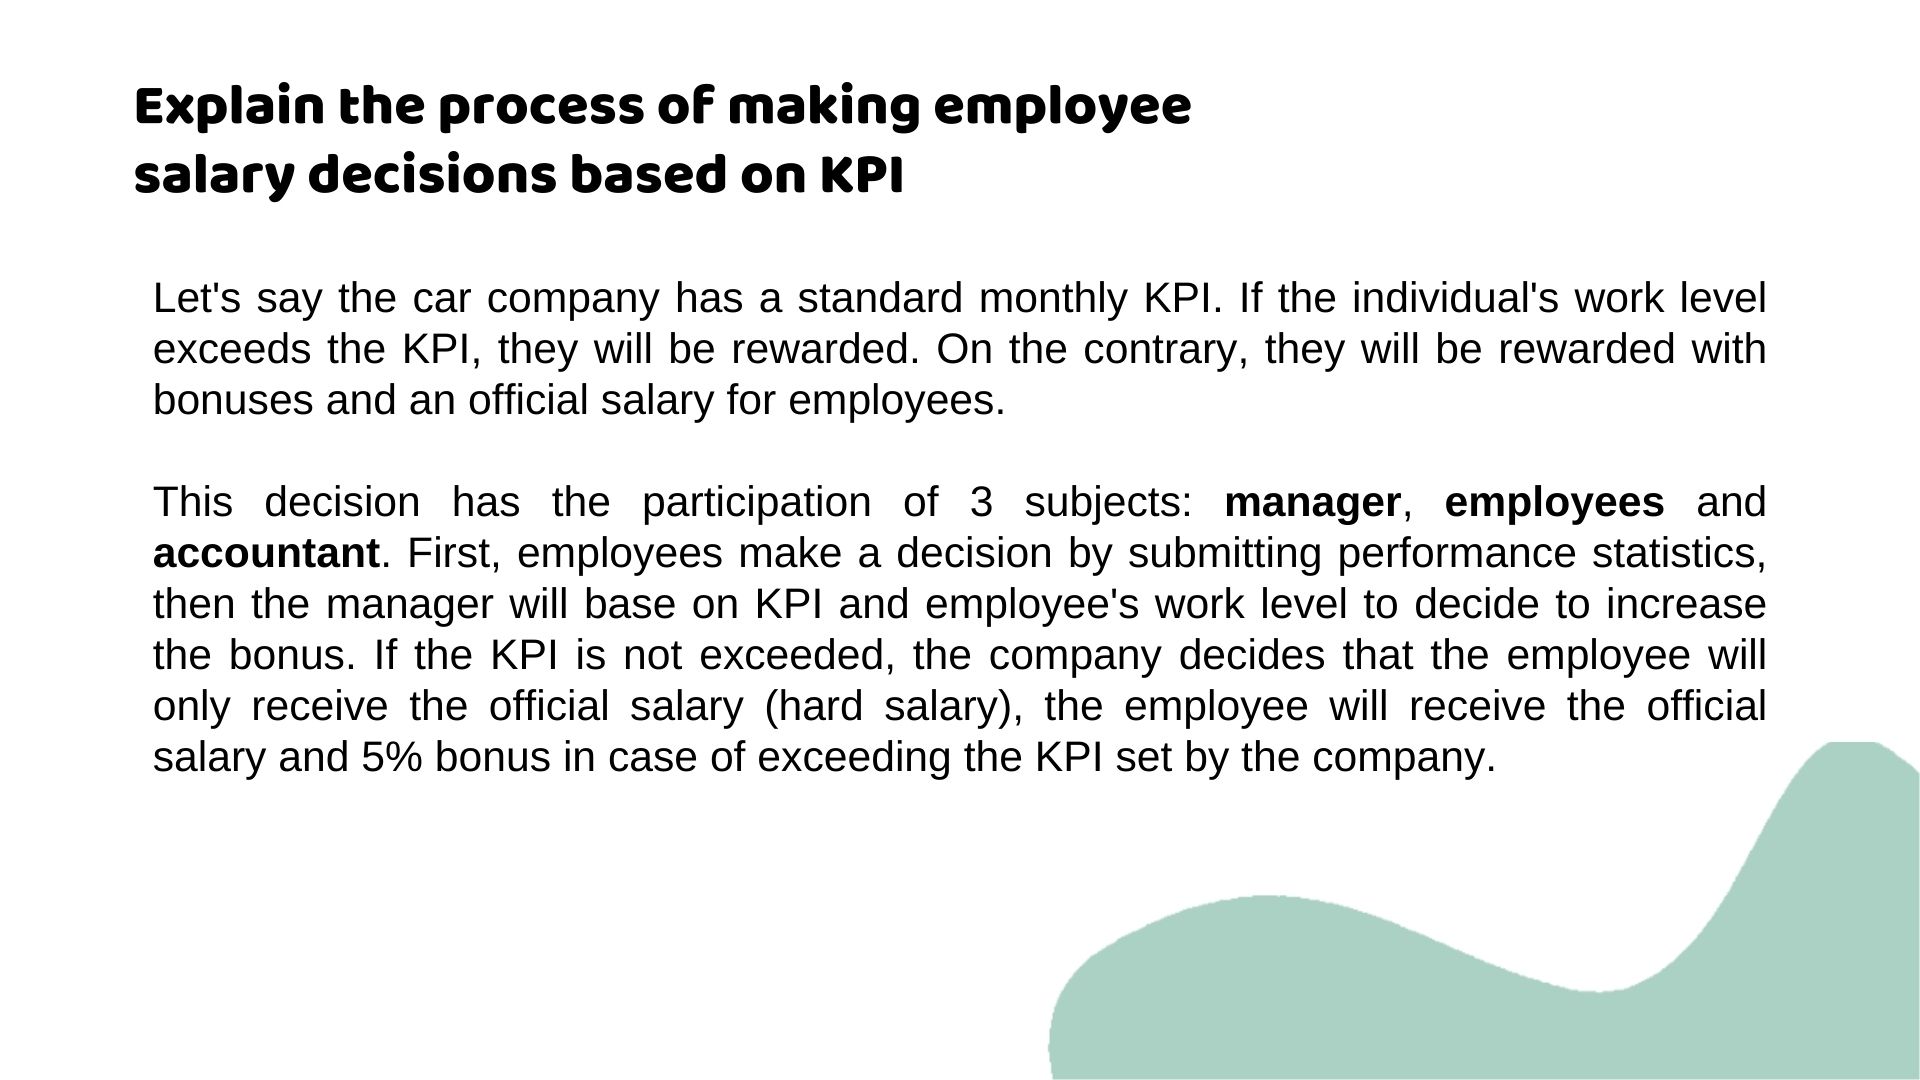 Explain the process of making employee
salary decisions based on KPI
Let's say the car company has a standard monthly KPI. If the individual's work level
exceeds the KPI, they will be rewarded. On the contrary, they will be rewarded with
bonuses and an official salary for employees.
This decision has the participation of 3 subjects: manager, employees and
accountant. First, employees make a decision by submitting performance statistics,
then the manager will base on KPI and employee's work level to decide to increase
the bonus. If the KPI is not exceeded, the company decides that the employee will
only receive the official salary (hard salary), the employee will receive the official
salary and 5% bonus in case of exceeding the KPI set by the company.